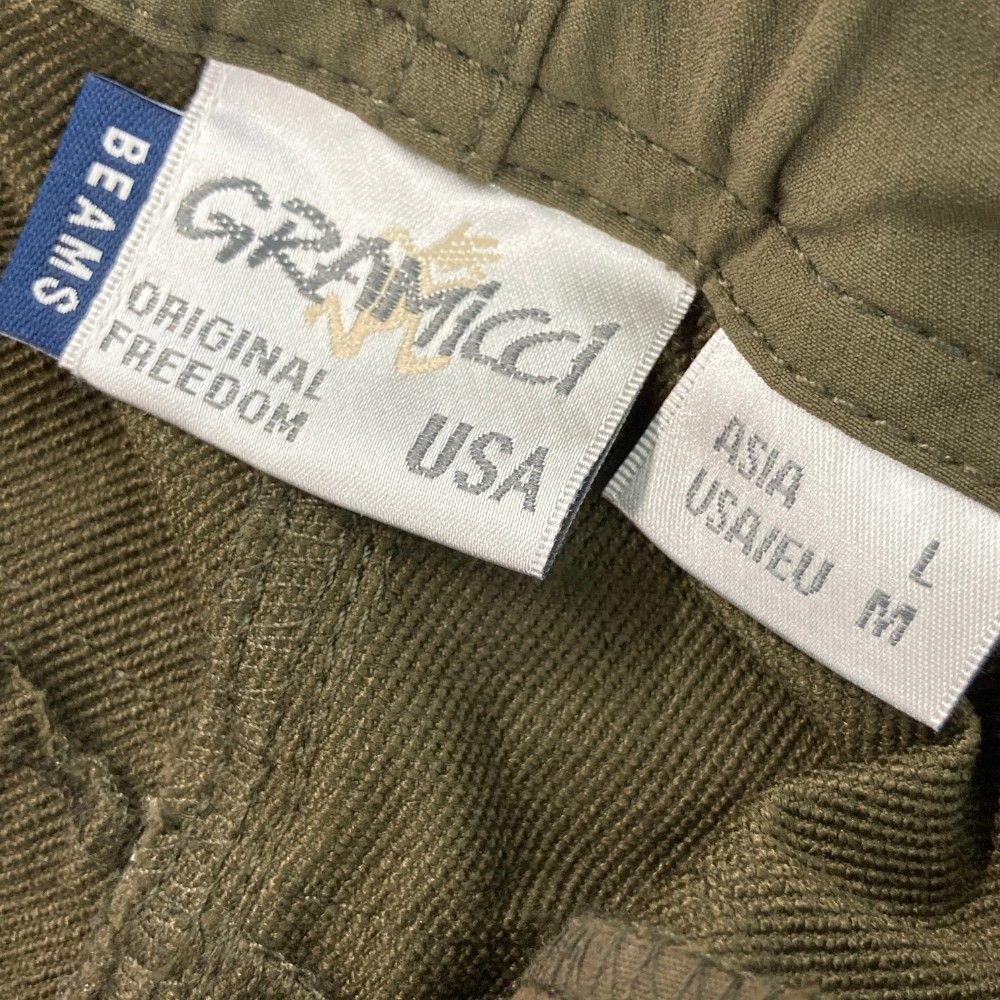 BEAMS
GRAMICCI
ORIGINAL
FREEDOM
USA
ASIA L
USA/EU M